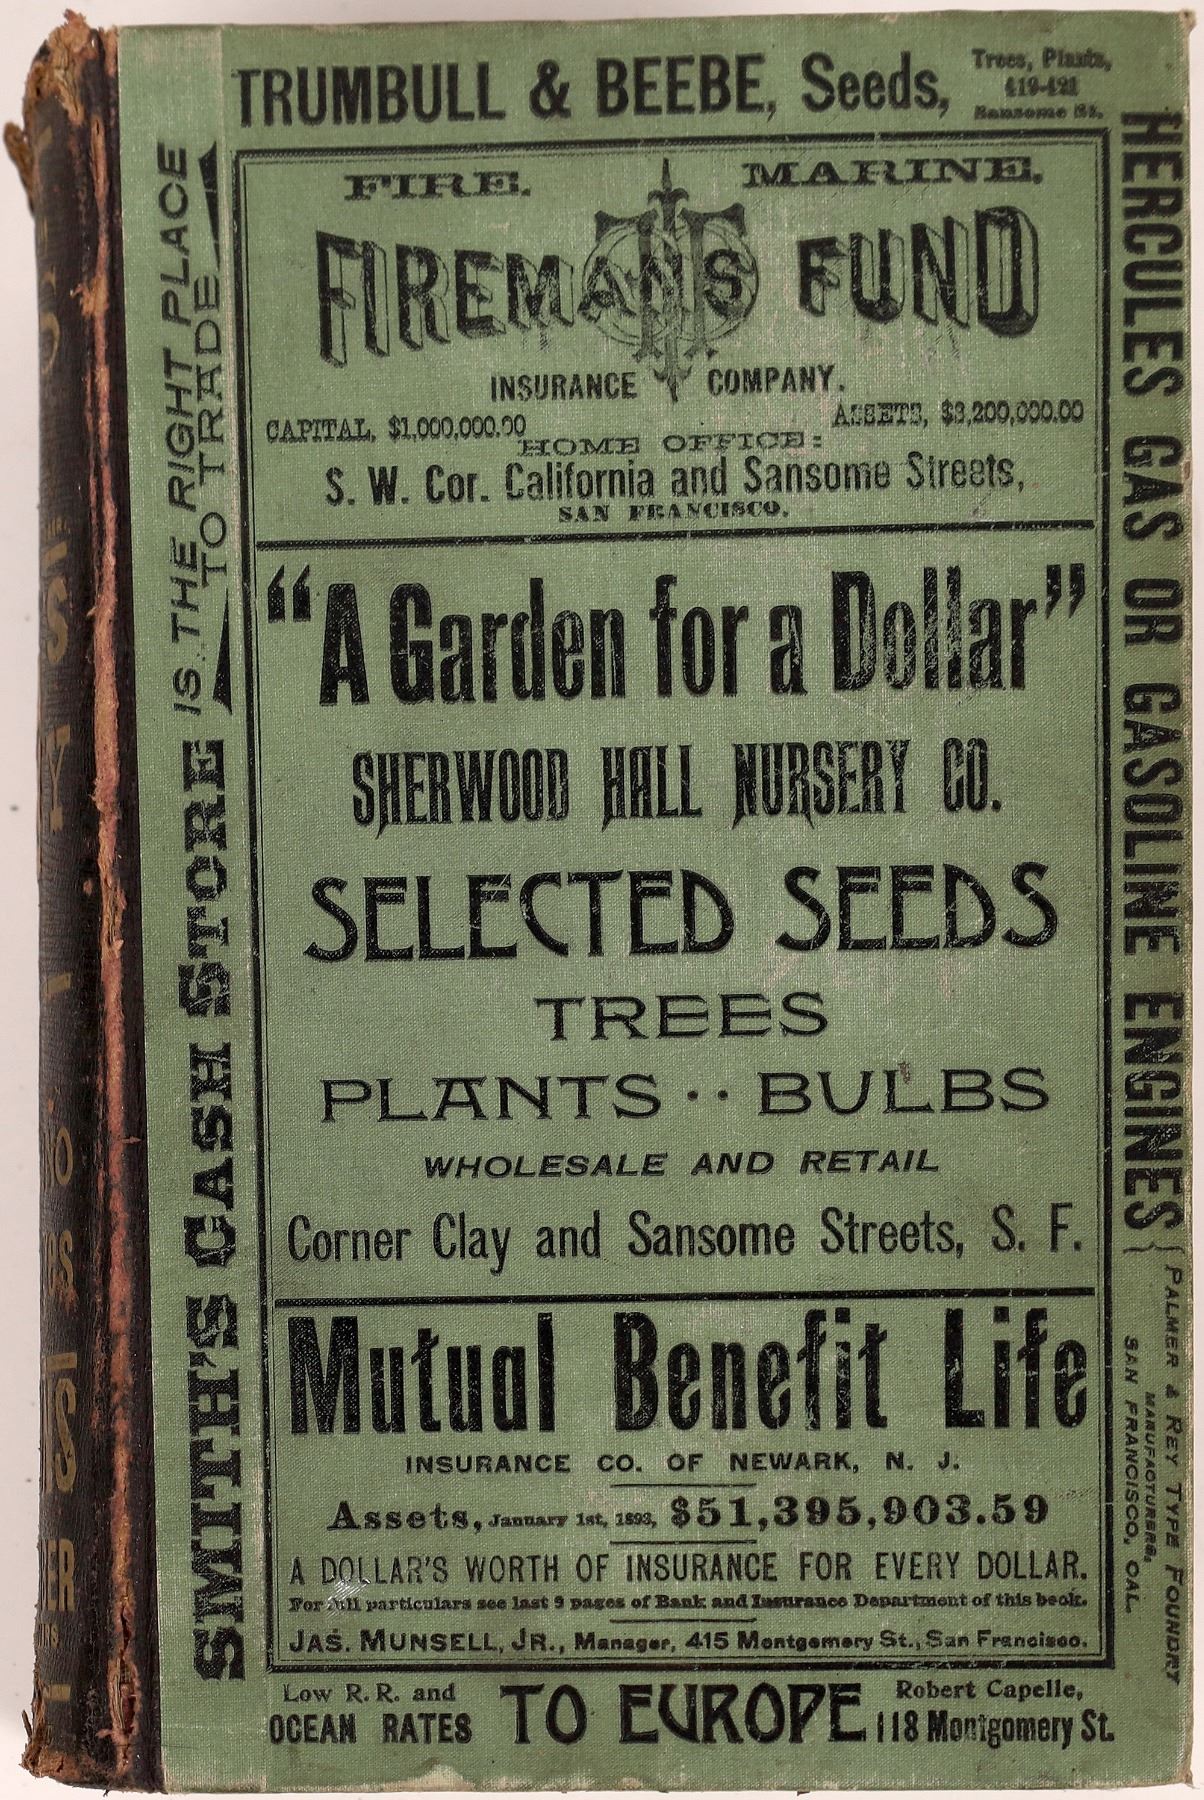 TRUMBULL & BEEBE, Seeds,
Trees, Plants,
419-421
Sansome St.
FIRE. MARINE.
FIREMAN'S FUND
INSURANCE COMPANY.
CAPITAL, $1,000,000.00 ASSETS, $3,200,000.00
HOME OFFICE:
S. W. Cor. California and Sansome Streets,
SAN FRANCISCO.
"A Garden for a Dollar"
SHERWOOD HALL NURSERY CO.
SELECTED SEEDS
TREES
PLANTS ·· BULBS
WHOLESALE AND RETAIL
Corner Clay and Sansome Streets, S. F.
Mutual Benefit Life
INSURANCE CO. OF NEWARK, N. J.
Assets, January 1st, 1893, $51,395,903.59
A DOLLAR'S WORTH OF INSURANCE FOR EVERY DOLLAR.
For full particulars see last 9 pages of Bank and Insurance Department of this book.
JAS. MUNSELL, JR., Manager, 415 Montgomery St., San Francisco.
Low R. R. and
OCEAN RATES
TO EUROPE
Robert Capelle,
118 Montgomery St.
SMITH'S CASH STORE
IS THE RIGHT PLACE
TO TRADE
HERCULES GAS OR GASOLINE ENGINES
PALMER & REY TYPE FOUNDRY
MANUFACTURERS,
SAN FRANCISCO, CAL.